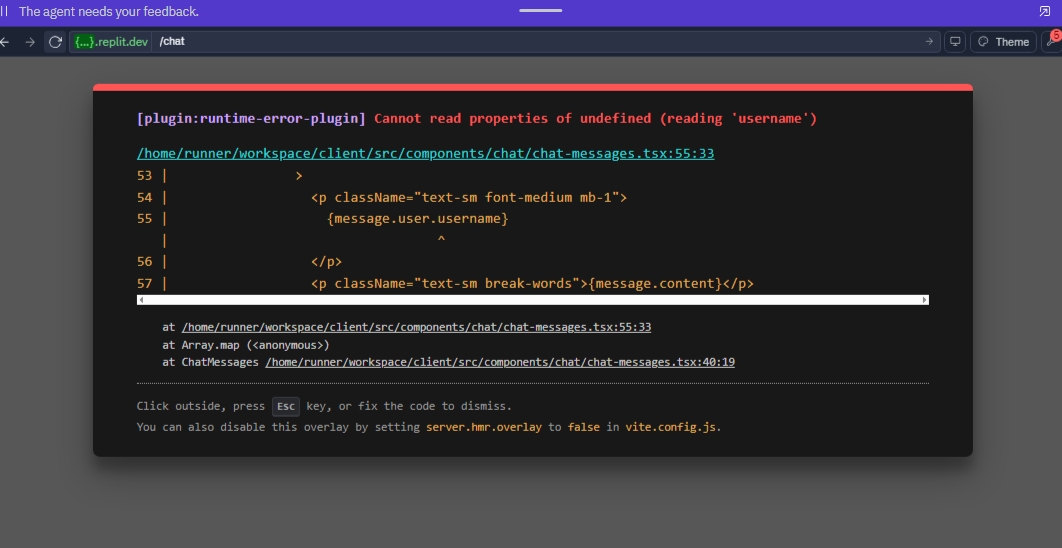 The agent needs your feedback.
{...}.replit.dev /chat Theme 5
[plugin:runtime-error-plugin] Cannot read properties of undefined (reading 'username')
/home/runner/workspace/client/src/components/chat/chat-messages.tsx:55:33
53 | >
54 | <p className="text-sm font-medium mb-1">
55 | {message.user.username}
| ^
56 | </p>
57 | <p className="text-sm break-words">{message.content}</p>
at /home/runner/workspace/client/src/components/chat/chat-messages.tsx:55:33
at Array.map (<anonymous>)
at ChatMessages /home/runner/workspace/client/src/components/chat/chat-messages.tsx:40:19
Click outside, press Esc key, or fix the code to dismiss.
You can also disable this overlay by setting server.hmr.overlay to false in vite.config.js.